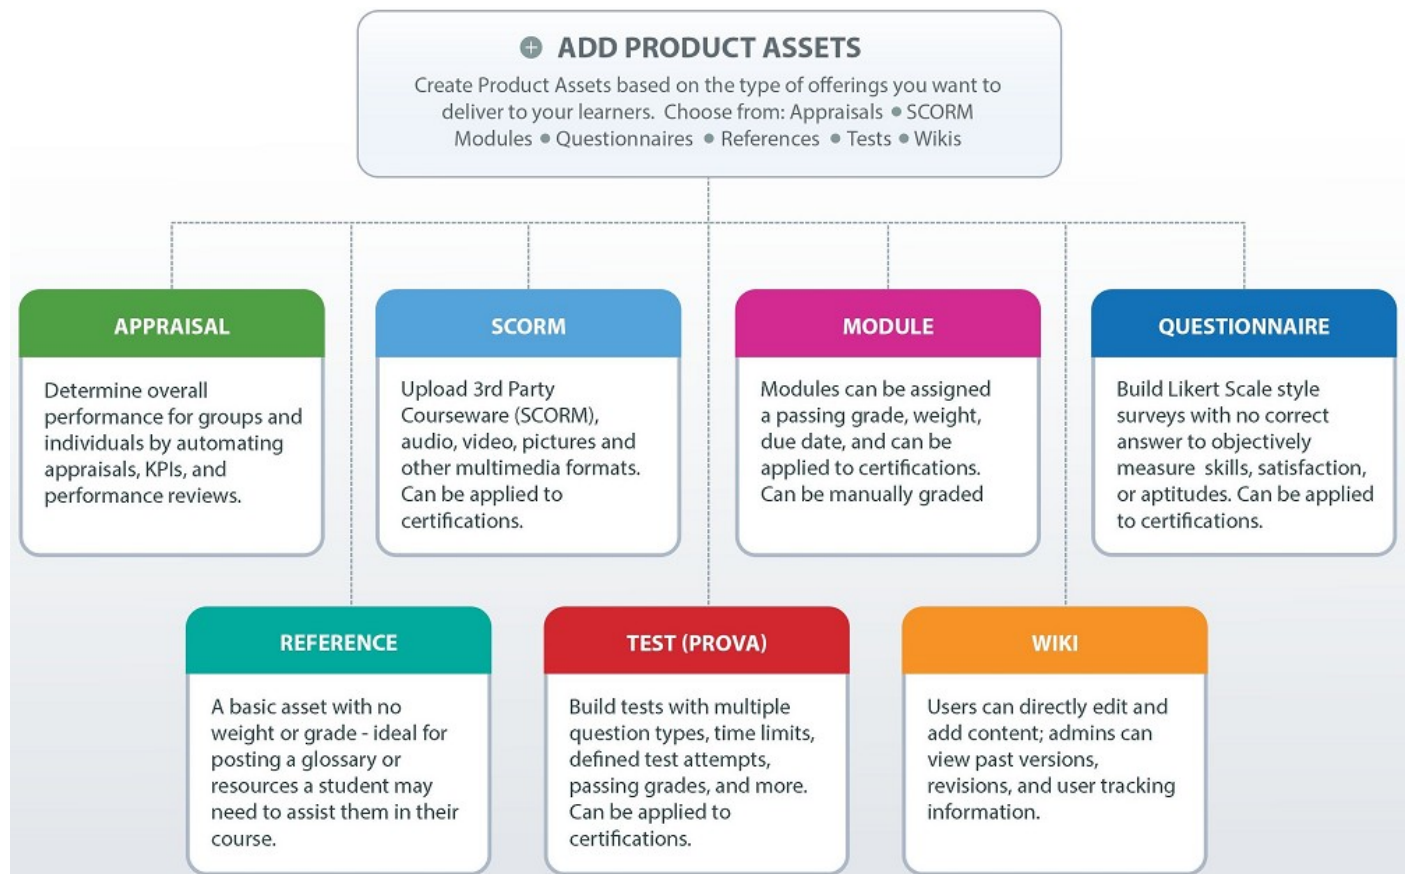 ADD PRODUCT ASSETS
Create Product Assets based on the type of offerings you want to
deliver to your learners. Choose from: Appraisals • SCORM
Modules • Questionnaires • References • Tests • Wikis
APPRAISAL
Determine overall
performance for groups and
individuals by automating
appraisals, KPIs, and
performance reviews.
SCORM
Upload 3rd Party
Courseware (SCORM),
audio, video, pictures and
other multimedia formats.
Can be applied to
certifications.
MODULE
Modules can be assigned
a passing grade, weight,
due date, and can be
applied to certifications.
Can be manually graded
QUESTIONNAIRE
Build Likert Scale style
surveys with no correct
answer to objectively
measure skills, satisfaction,
or aptitudes. Can be applied
to certifications.
REFERENCE
A basic asset with no
weight or grade - ideal for
posting a glossary or
resources a student may
need to assist them in their
course.
TEST (PROVA)
Build tests with multiple
question types, time limits,
defined test attempts,
passing grades, and more.
Can be applied to
certifications.
WIKI
Users can directly edit and
add content; admins can
view past versions,
revisions, and user tracking
information.